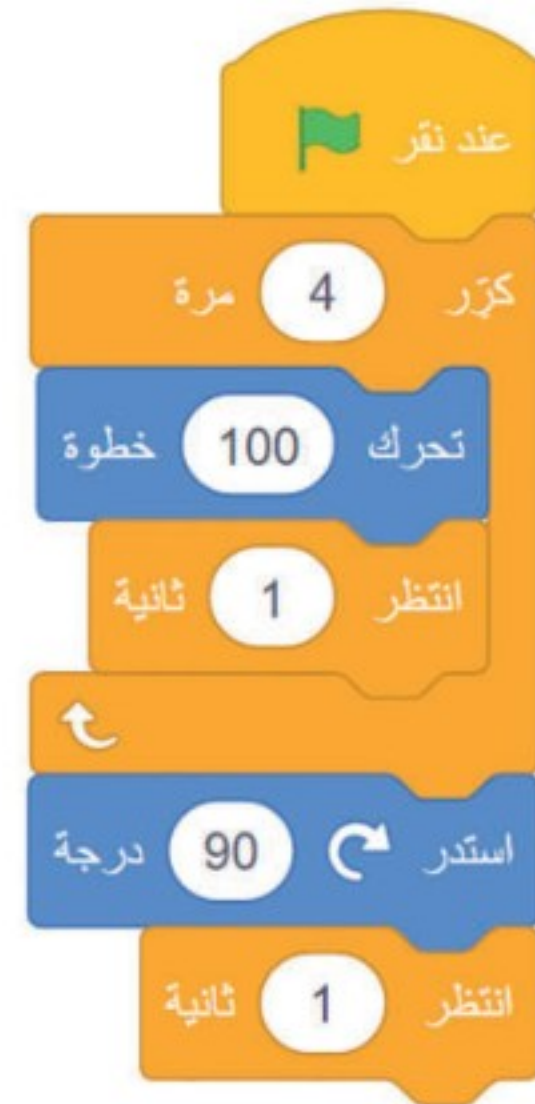 عند نقر
كرّر 4 مرة
تحرك 100 خطوة
انتظر 1 ثانية
استدر 90 درجة
انتظر 1 ثانية